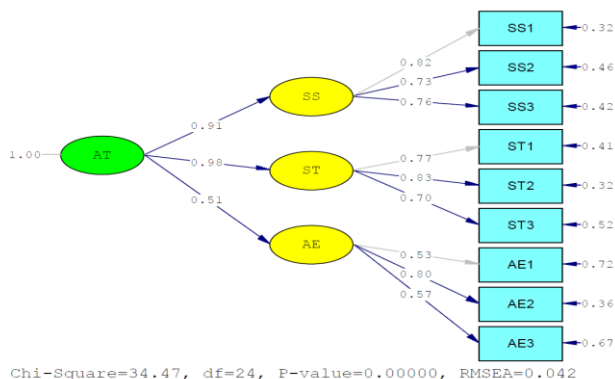 SS1
0.32
0.82
SS2
0.46
SS
0.73
0.76
SS3
0.42
0.91
ST1
0.41
1.00
AT
0.77
0.98
ST
0.83
ST2
0.32
0.70
0.51
ST3
0.52
AE
0.53
AE1
0.72
0.80
0.57
AE2
0.36
AE3
0.67
Chi-Square=34.47, df=24, P-value=0.00000, RMSEA=0.042